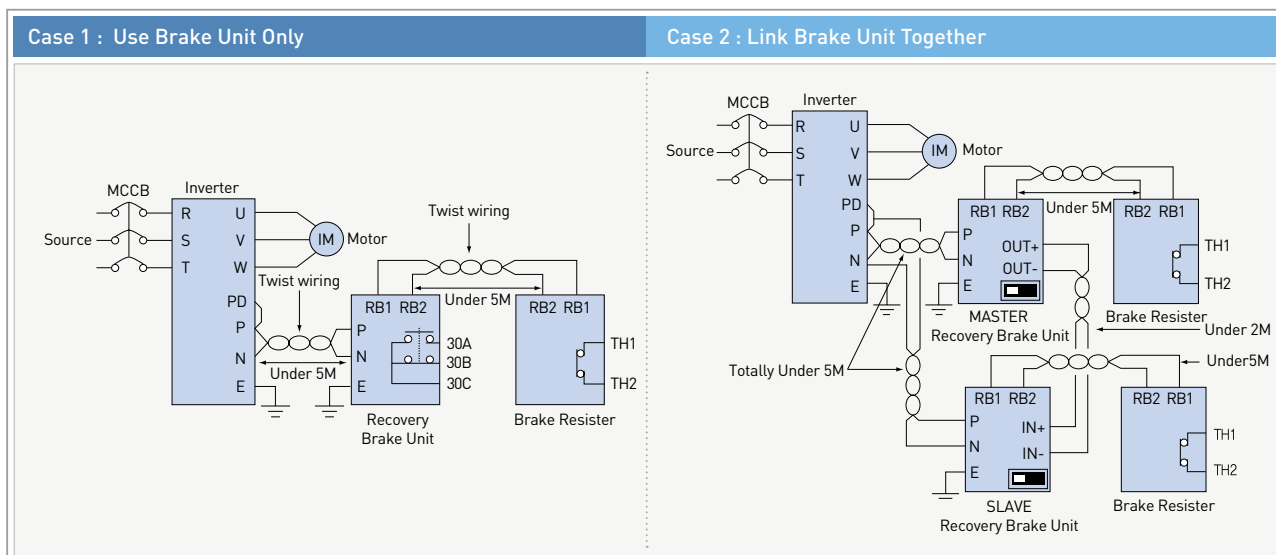 Case 1 : Use Brake Unit Only
MCCB
Inverter
Source
R
S
T
U
V
W
PD
P
N
E
IM
Motor
Twist wiring
Twist wiring
Under 5M
Under 5M
RB1 RB2
P
N
E
30A
30B
30C
Recovery
Brake Unit
RB2 RB1
TH1
TH2
Brake Resister
Case 2 : Link Brake Unit Together
MCCB
Inverter
Source
R
S
T
U
V
W
PD
P
N
E
IM
Motor
RB1 RB2
Under 5M
P
N
E
OUT+
OUT-
MASTER
Recovery Brake Unit
RB2 RB1
TH1
TH2
Brake Resister
Under 2M
Totally Under 5M
Under5M
RB1 RB2
P
N
E
IN+
IN-
SLAVE
Recovery Brake Unit
RB2 RB1
TH1
TH2
Brake Resister